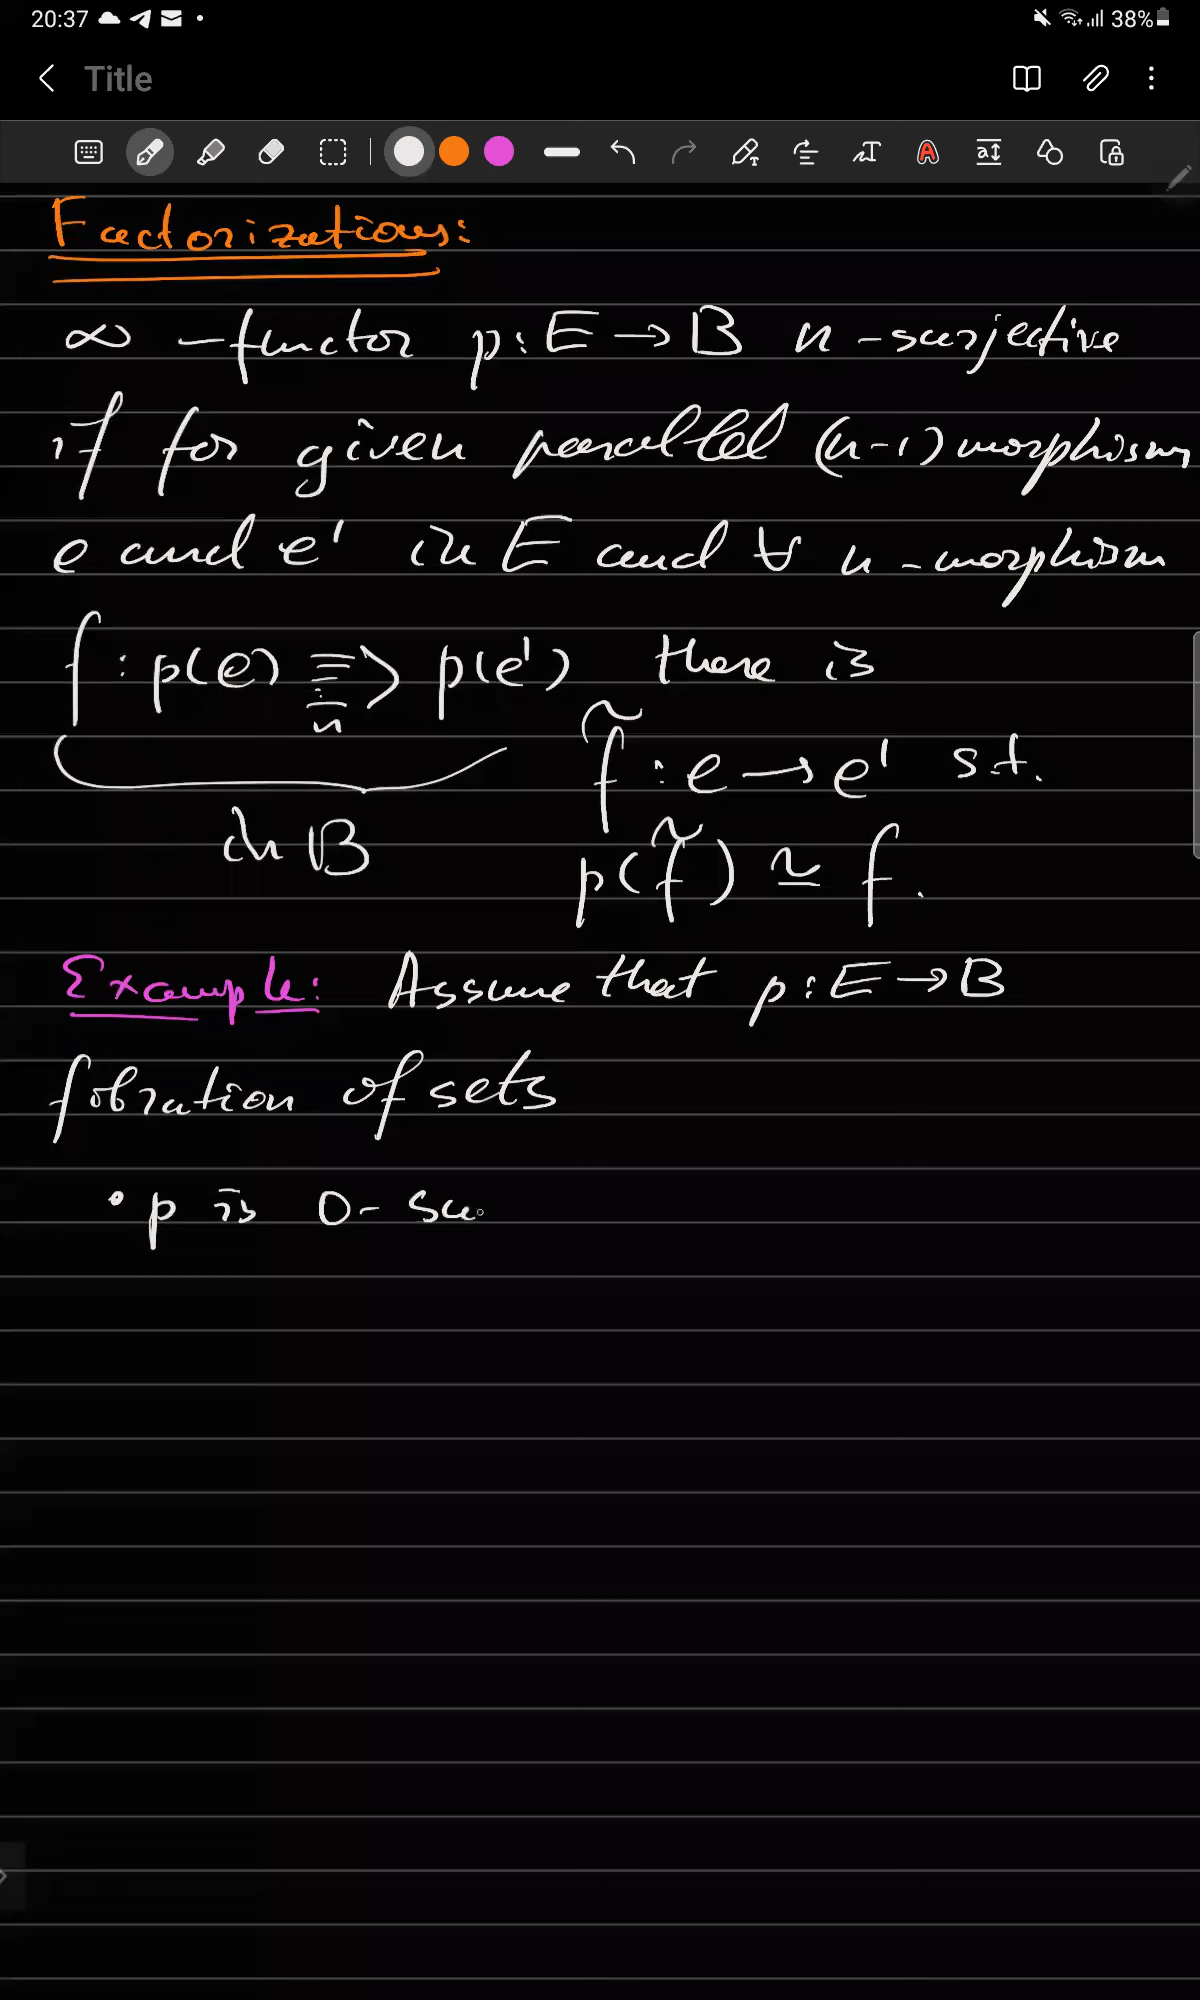 20:37
38%
Title
Factorizations:
∞ -functor p: E → B n-surjective
if for given parallel (n-1) morphisms
e and e' in E and ∀ n-morphism
f : p(e) ≡> p(e') there is
n
f̃ : e → e' s.t.
in B
p(f̃) ≃ f.
Example: Assume that p: E → B
fibration of sets
• p is 0- su